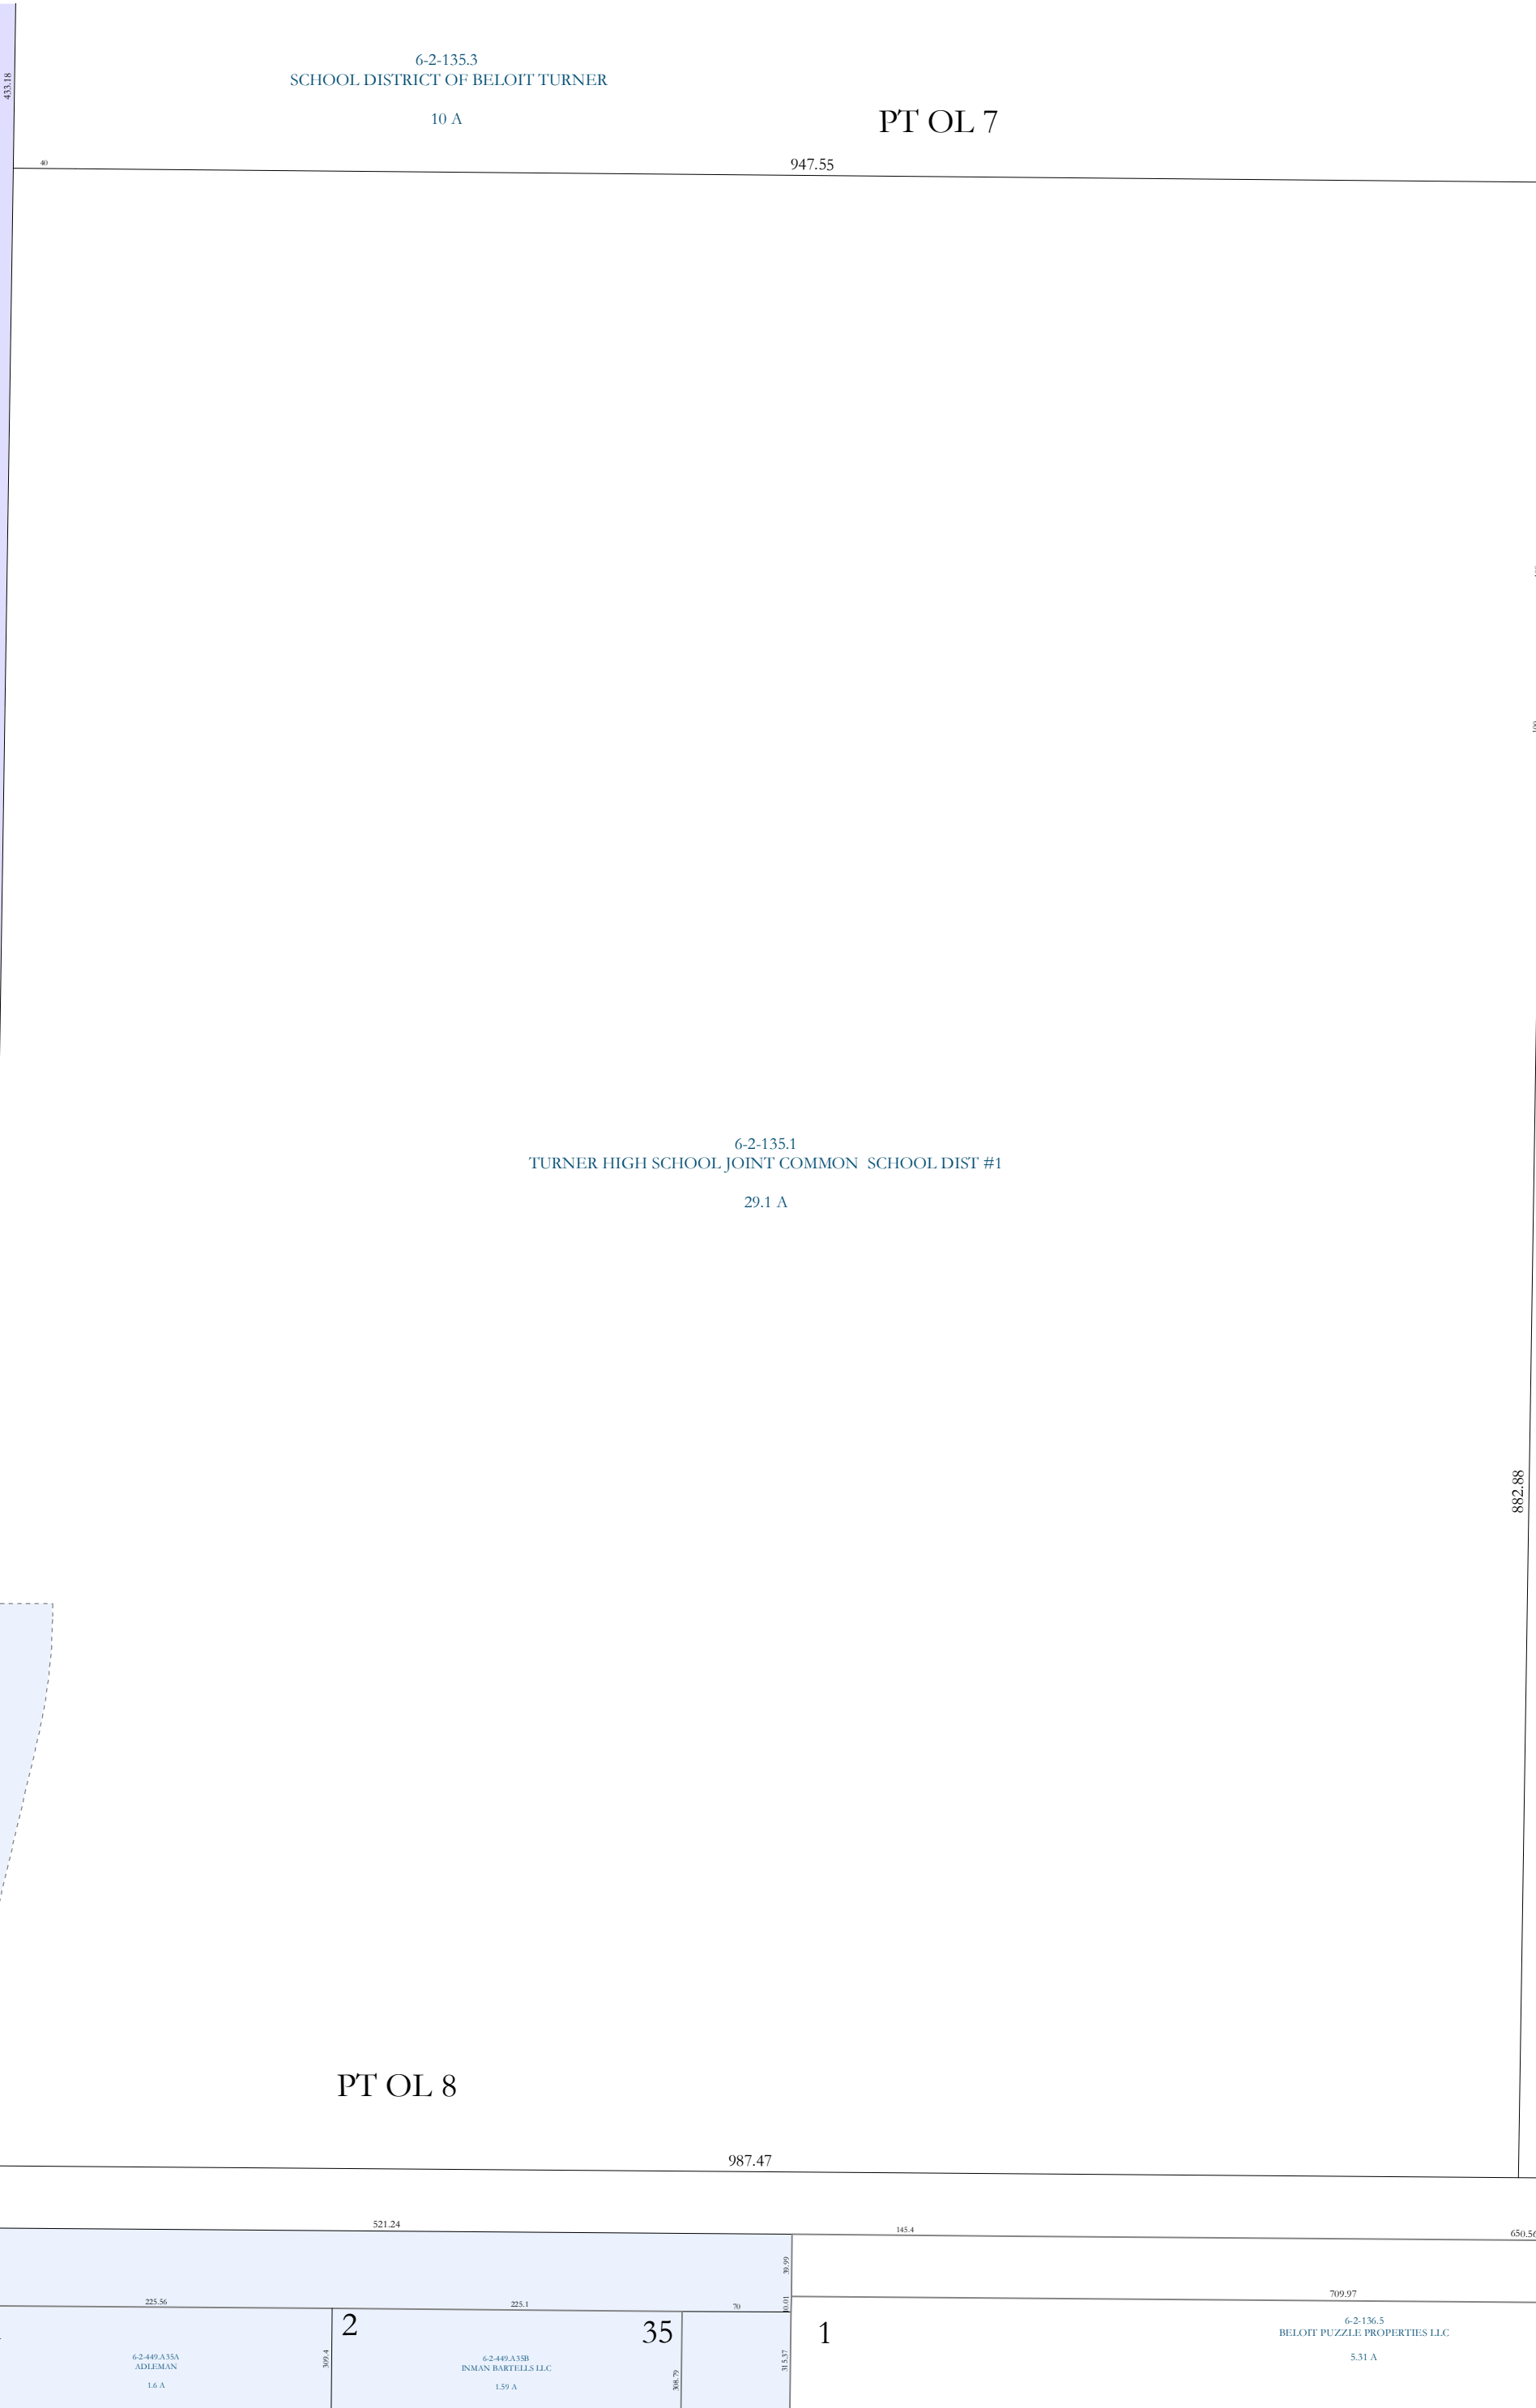 433.18
6-2-135.3
SCHOOL DISTRICT OF BELOIT TURNER
10 A
PT OL 7
40
947.55
6-2-135.1
TURNER HIGH SCHOOL JOINT COMMON SCHOOL DIST #1
29.1 A
882.88
PT OL 8
987.47
521.24
145.4
650.56
39.99
225.56
225.1
70
10.01
709.97
2
35
1
6-2-136.5
BELOIT PUZZLE PROPERTIES LLC
5.31 A
6-2-449.A35A
ADLEMAN
1.6 A
309.4
6-2-449.A35B
INMAN BARTELLS LLC
1.59 A
308.79
315.37